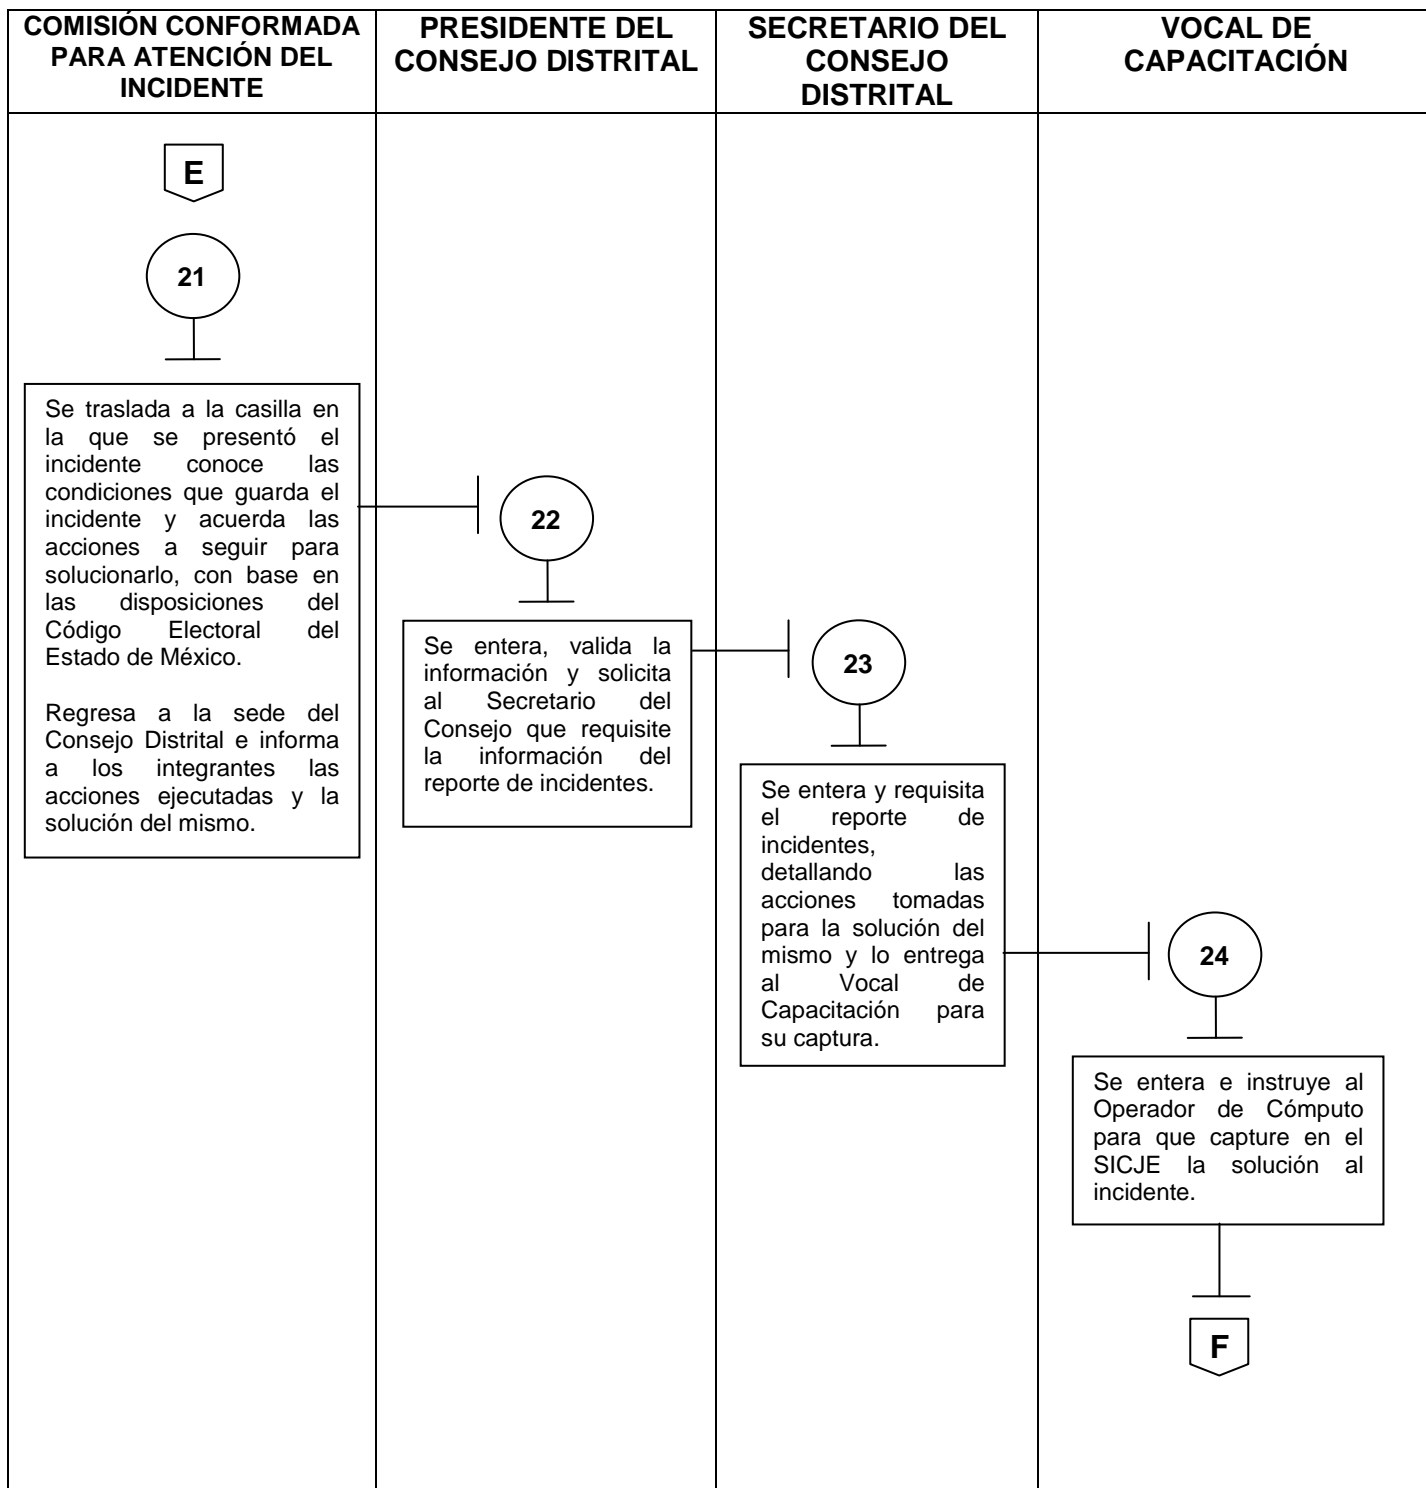 COMISIÓN CONFORMADA
PARA ATENCIÓN DEL
INCIDENTE
PRESIDENTE DEL
CONSEJO DISTRITAL
SECRETARIO DEL
CONSEJO
DISTRITAL
VOCAL DE
CAPACITACIÓN
E
21
Se traslada a la casilla en
la que se presentó el
incidente conoce las
condiciones que guarda el
incidente y acuerda las
acciones a seguir para
solucionarlo, con base en
las disposiciones del
Código Electoral del
Estado de México.
Regresa a la sede del
Consejo Distrital e informa
a los integrantes las
acciones ejecutadas y la
solución del mismo.
22
Se entera, valida la
información y solicita
al Secretario del
Consejo que requisite
la información del
reporte de incidentes.
23
Se entera y requisita
el reporte de
incidentes,
detallando las
acciones tomadas
para la solución del
mismo y lo entrega
al Vocal de
Capacitación para
su captura.
24
Se entera e instruye al
Operador de Cómputo
para que capture en el
SICJE la solución al
incidente.
F